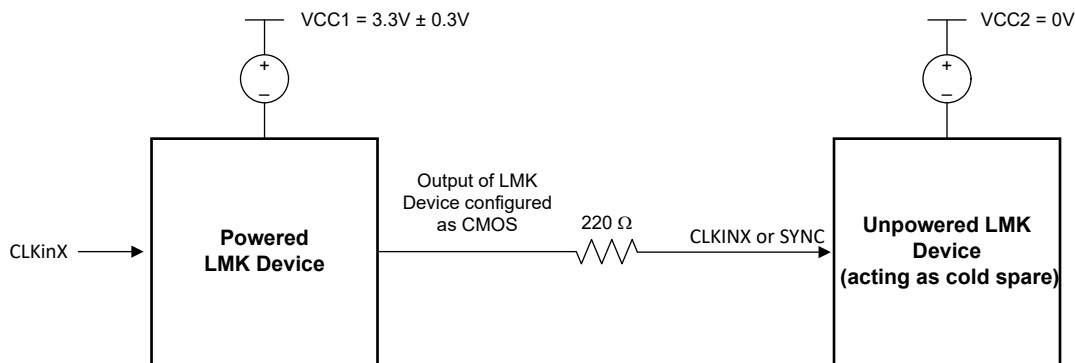 VCC1 = 3.3V ± 0.3V
VCC2 = 0V
+
–
+
–
Output of LMK
Device configured
as CMOS
220 Ω
CLKinX
Powered
LMK Device
CLKINX or SYNC
Unpowered LMK
Device
(acting as cold spare)